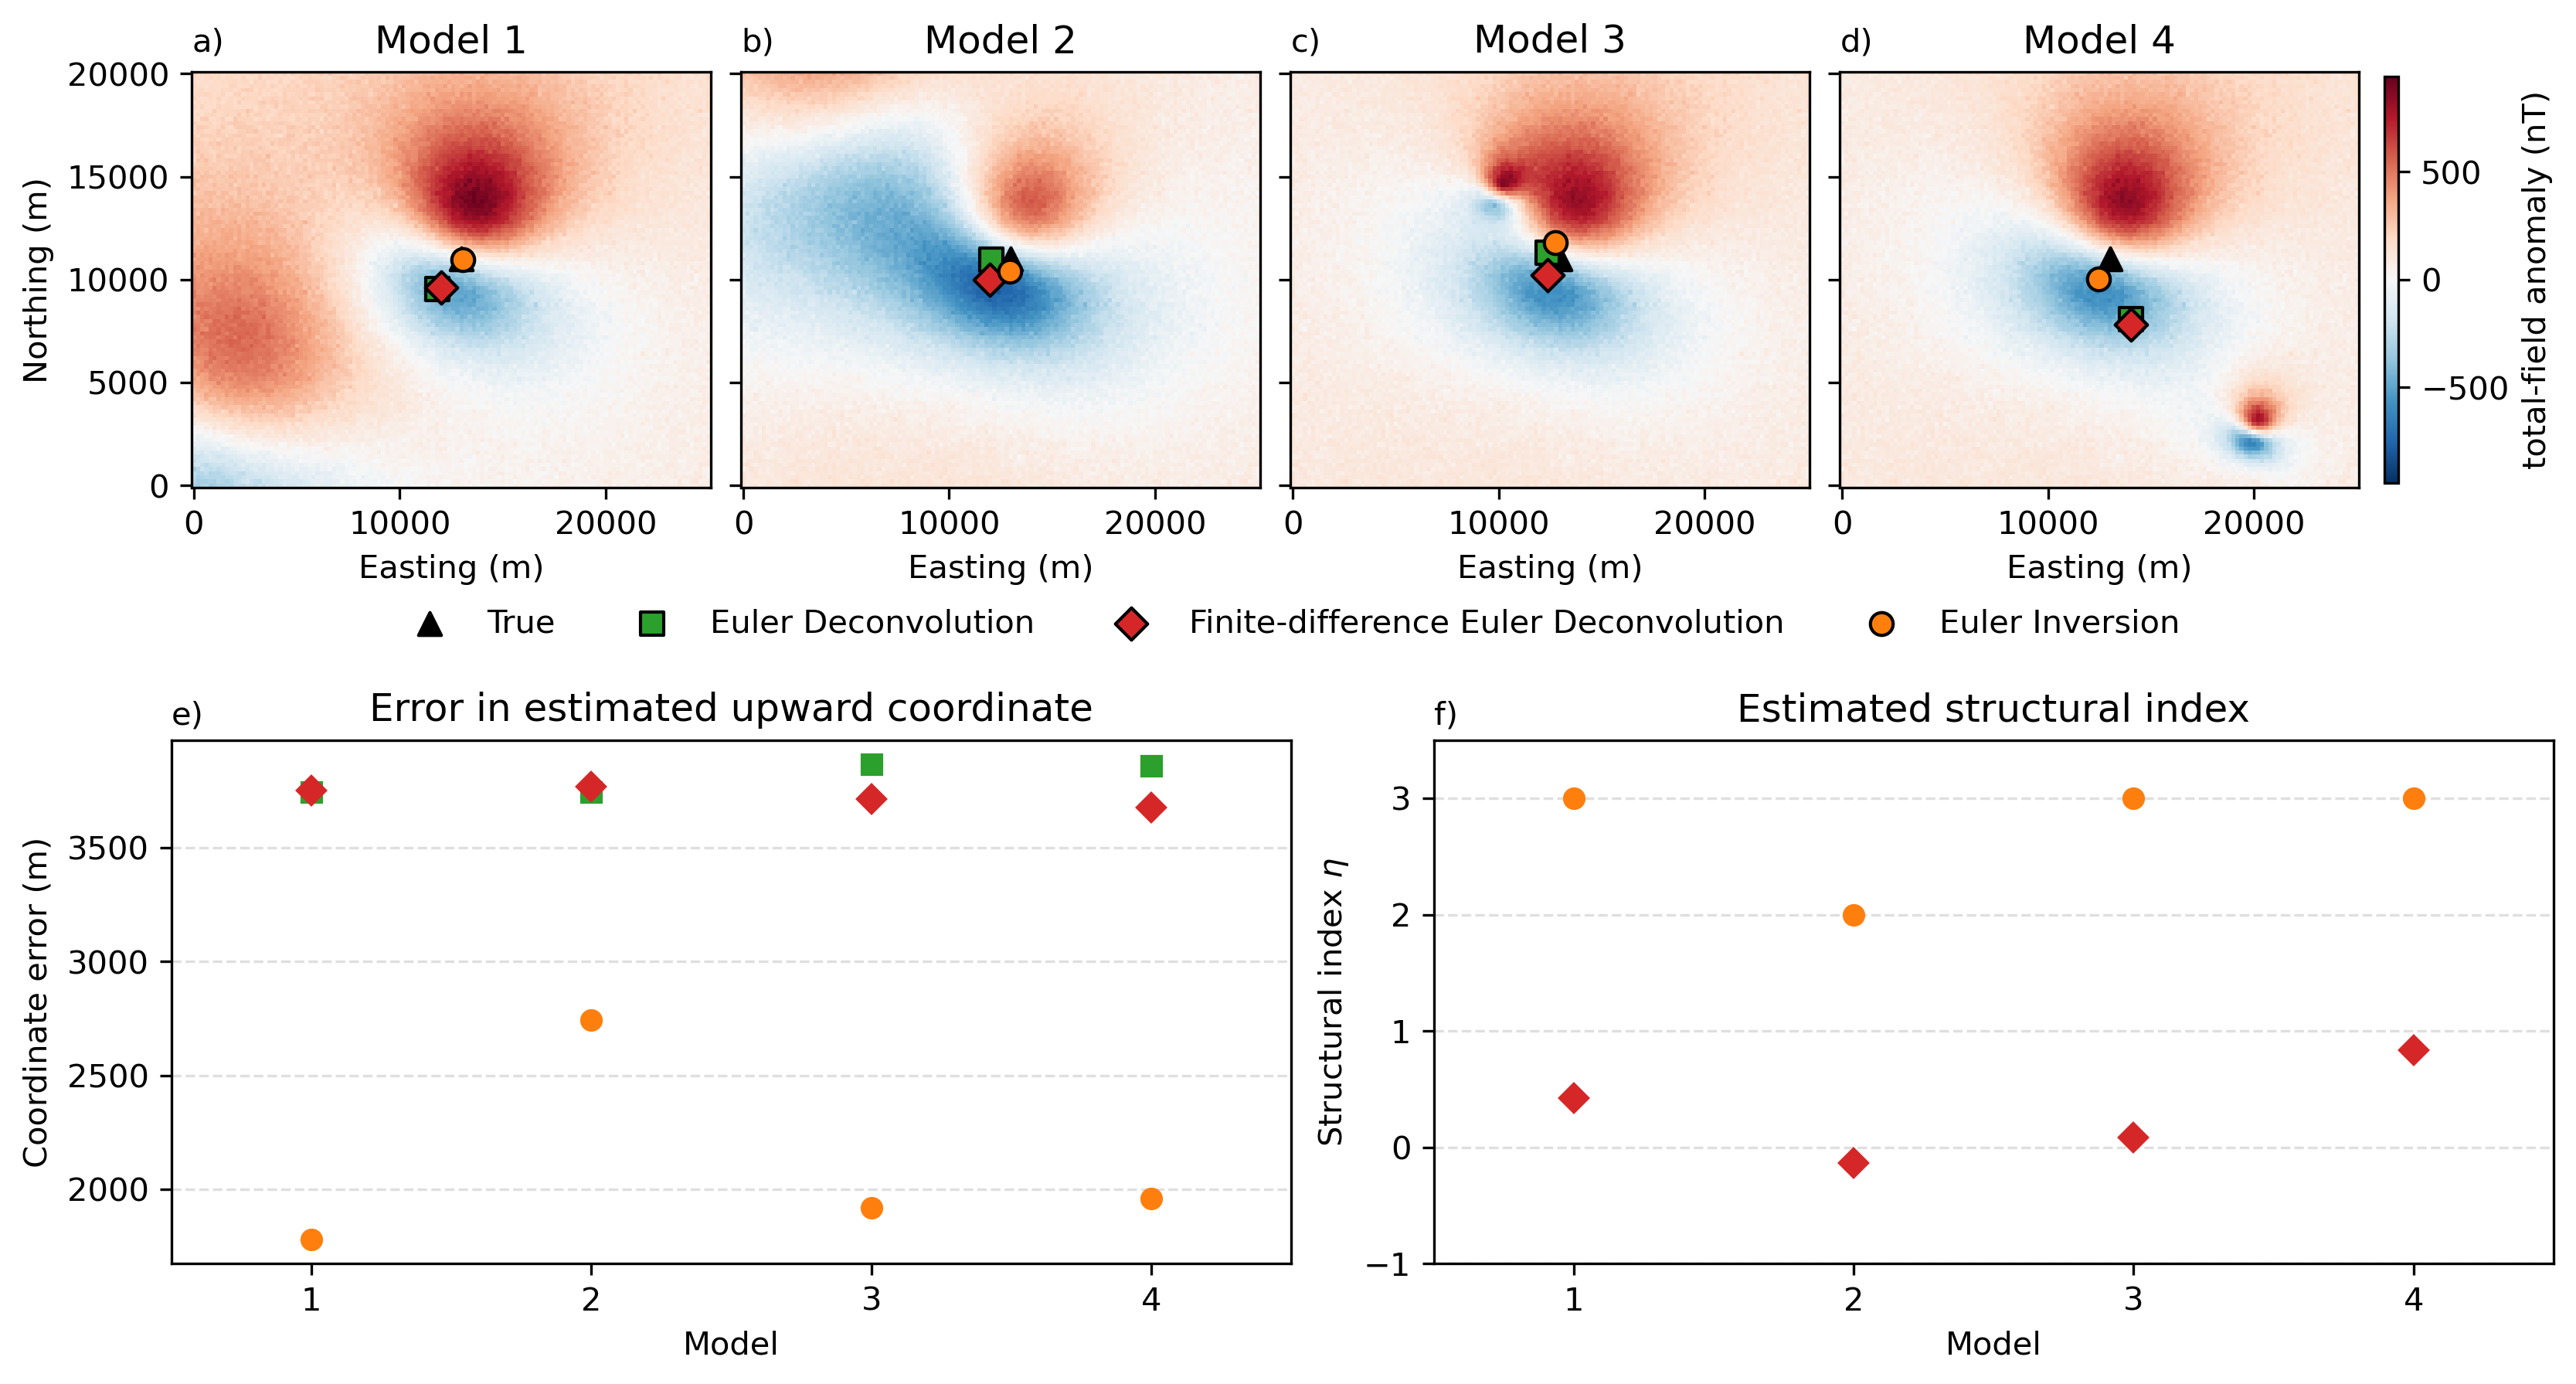 a) Model 1
b) Model 2
c) Model 3
d) Model 4
20000
15000
10000
5000
0
Northing (m)
0 10000 20000
0 10000 20000
0 10000 20000
0 10000 20000
Easting (m)
Easting (m)
Easting (m)
Easting (m)
500
0
−500
total-field anomaly (nT)
True
Euler Deconvolution
Finite-difference Euler Deconvolution
Euler Inversion
e) Error in estimated upward coordinate
3500
3000
2500
2000
Coordinate error (m)
1 2 3 4
Model
f) Estimated structural index
3
2
1
0
−1
Structural index η
1 2 3 4
Model